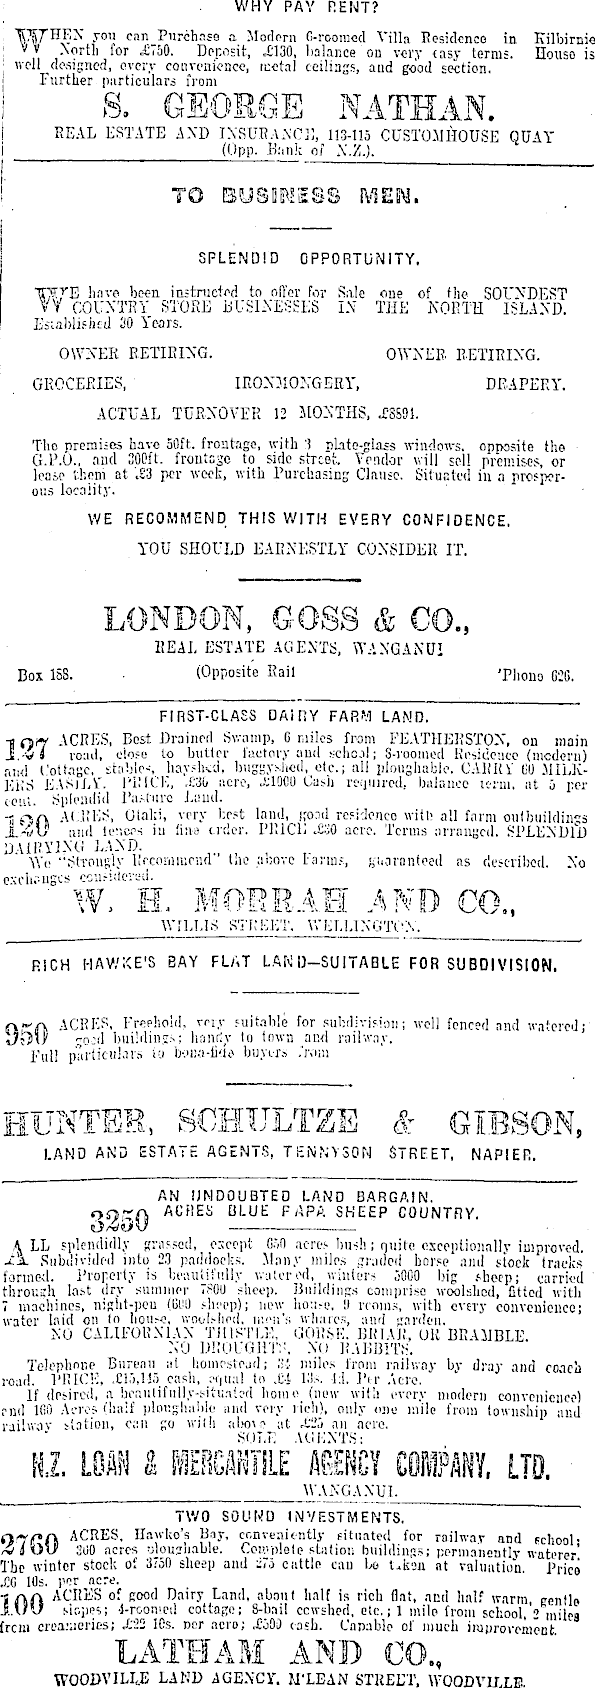 WHY PAY RENT?
WHEN you can Purchase a Modern 6-roomed Villa Residence in Kilbirnie
North for £750. Deposit, £130, balance on very easy terms. House is
well designed, every convenience, metal ceilings, and good section.
Further particulars from
S. GEORGE NATHAN.
REAL ESTATE AND INSURANCE, 113-115 CUSTOMHOUSE QUAY
(Opp. Bank of N.Z.).
TO BUSINESS MEN.
SPLENDID OPPORTUNITY.
WE have been instructed to offer for Sale one of the SOUNDEST
COUNTRY STORE BUSINESSES IN THE NORTH ISLAND.
Established 30 Years.
OWNER RETIRING. OWNER RETIRING.
GROCERIES, IRONMONGERY, DRAPERY.
ACTUAL TURNOVER 12 MONTHS, £8891.
The premises have 50ft. frontage, with 3 plate-glass windows, opposite the
G.P.O., and 300ft. frontage to side street. Vendor will sell premises, or
lease them at £3 per week, with Purchasing Clause. Situated in a prosper-
ous locality.
WE RECOMMEND THIS WITH EVERY CONFIDENCE.
YOU SHOULD EARNESTLY CONSIDER IT.
LONDON, GOSS & CO.,
REAL ESTATE AGENTS, WANGANUI
Box 158. (Opposite Rail 'Phone 626.
FIRST-CLASS DAIRY FARM LAND.
127 ACRES, Best Drained Swamp, 6 miles from FEATHERSTON, on main
road, close to butter factory and school; 8-roomed Residence (modern)
and Cottage, stables, hayshed, buggyshed, etc.; all ploughable. CARRY 60 MILK-
ERS EASILY. PRICE, £36 acre, £1000 Cash required, balance term, at 5 per
cent. Splendid Pasture Land.
120 ACRES, Otaki, very best land, good residence with all farm outbuildings
and fences in fine order. PRICE £50 acre. Terms arranged. SPLENDID
DAIRYING LAND.
We "Strongly Recommend" the above Farms, guaranteed as described. No
exchanges considered.
W. H. MORRAH AND CO.,
WILLIS STREET, WELLINGTON.
RICH HAWKE'S BAY FLAT LAND—SUITABLE FOR SUBDIVISION.
950 ACRES, Freehold, very suitable for subdivision; well fenced and watered;
good buildings; handy to town and railway.
Full particulars to bona-fide buyers from
HUNTER, SCHULTZE & GIBSON,
LAND AND ESTATE AGENTS, TENNYSON STREET, NAPIER.
AN UNDOUBTED LAND BARGAIN.
3250 ACRES BLUE PAPA SHEEP COUNTRY.
ALL splendidly grassed, except 650 acres bush; quite exceptionally improved.
Subdivided into 23 paddocks. Many miles graded horse and stock tracks
formed. Property is beautifully watered, winters 5060 big sheep; carried
through last dry summer 7800 sheep. Buildings comprise woolshed, fitted with
7 machines, night-pen (600 sheep); new house, 9 rooms, with every convenience;
water laid on to house, woolshed, men's whares, and garden.
NO CALIFORNIAN THISTLE, GORSE, BRIAR, OR BRAMBLE.
NO DROUGHTS, NO RABBITS.
Telephone Bureau at homestead; 34 miles from railway by dray and coach
road. PRICE, £15,145 cash, equal to £4 13s. 4d. Per Acre.
If desired, a beautifully-situated home (new with every modern convenience)
and 160 Acres (half ploughable and very rich), only one mile from township and
railway station, can go with above at £25 an acre.
SOLE AGENTS:
N.Z. LOAN & MERCANTILE AGENCY COMPANY, LTD.
WANGANUI.
TWO SOUND INVESTMENTS.
2760 ACRES, Hawke's Bay, conveniently situated for railway and school;
360 acres ploughable. Complete station buildings; permanently waterer.
The winter stock of 3750 sheep and 275 cattle can be taken at valuation. Price
£6 10s. per acre.
100 ACRES of good Dairy Land, about half is rich flat, and half warm, gentle
slopes; 4-roomed cottage; 8-bail cowshed, etc.; 1 mile from school, 2 miles
from creameries; £22 10s. per acre; £500 cash. Capable of much improvement.
LATHAM AND CO.,
WOODVILLE LAND AGENCY, M'LEAN STREET, WOODVILLE.